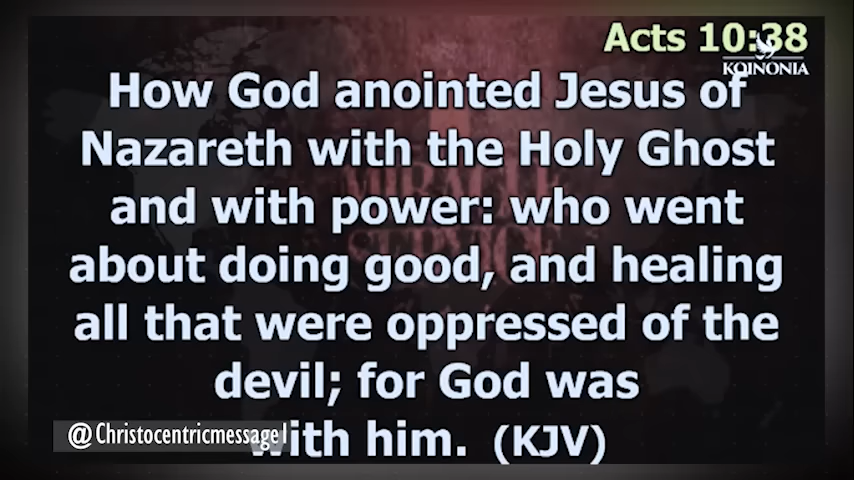 Acts 10:38
KOINONIA
How God anointed Jesus of
Nazareth with the Holy Ghost
and with power: who went
about doing good, and healing
all that were oppressed of the
devil; for God was
with him. (KJV)
@Christocentricmessage1
MIRACLE
SERVICE